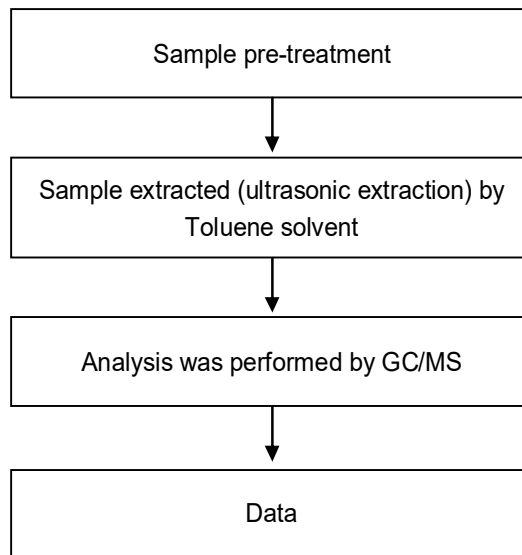 Sample pre-treatment
Sample extracted (ultrasonic extraction) by
Toluene solvent
Analysis was performed by GC/MS
Data